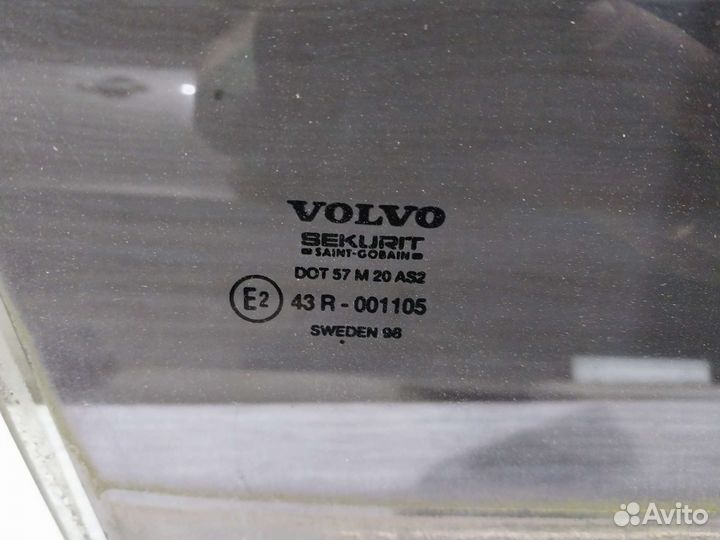 VOLVO
SEKURIT
SAINT-GOBAIN
DOT 57 M 20 AS2
E2 43 R - 001105
SWEDEN 98
Avito